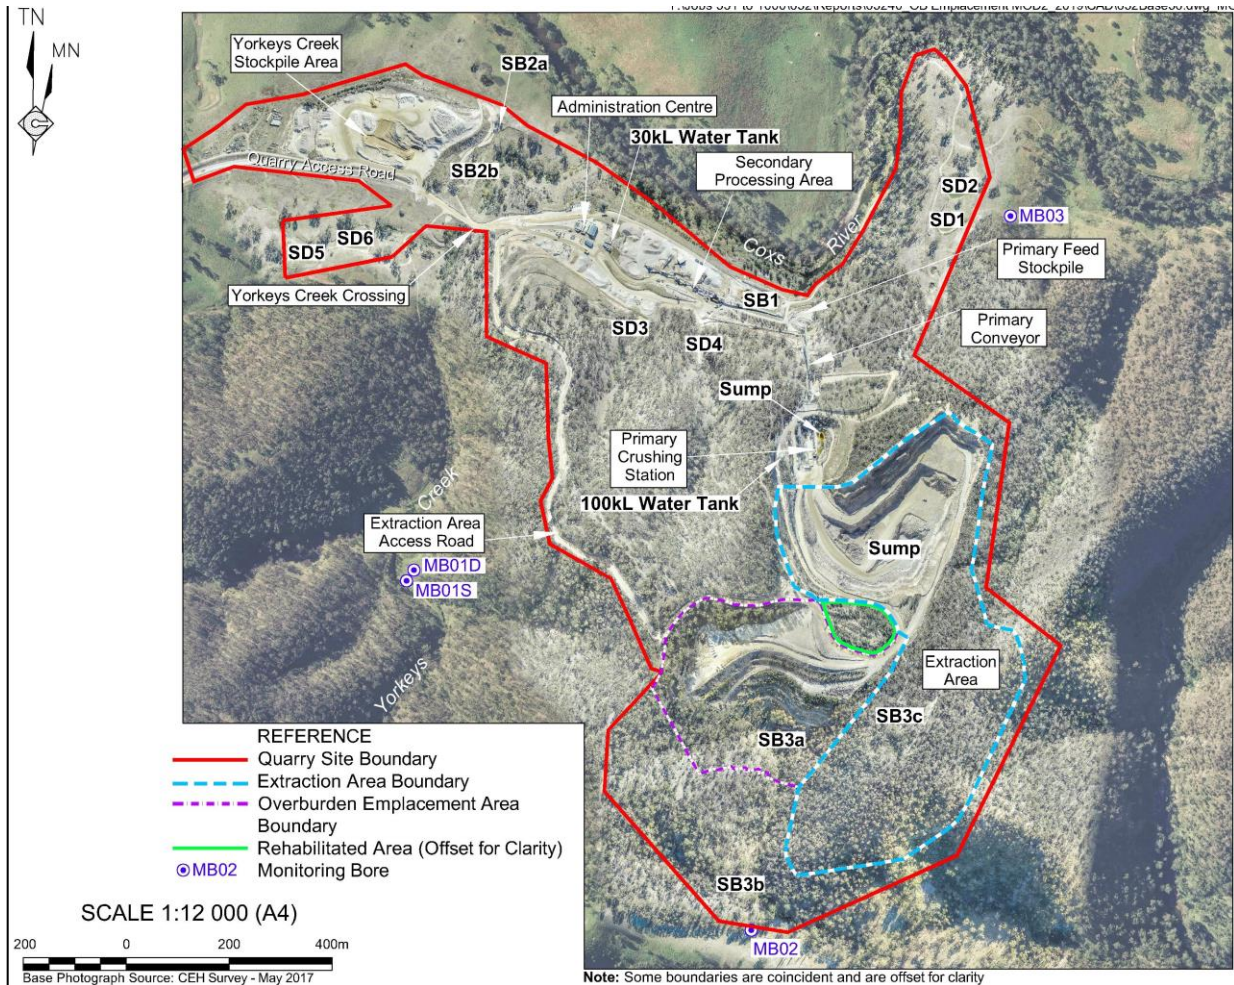 TN
MN
Yorkeys Creek
Stockpile Area
SB2a
Administration Centre
30kL Water Tank
Secondary
Processing Area
Quarry Access Road
SB2b
SD2
SD1
MB03
SD6
SD5
Coxs
River
Primary Feed
Stockpile
Yorkeys Creek Crossing
SB1
SD3
SD4
Primary
Conveyor
Sump
Primary
Crushing
Station
100kL Water Tank
Creek
Extraction Area
Access Road
Sump
MB01D
MB01S
Yorkeys
Extraction
Area
SB3c
SB3a
SB3b
MB02
REFERENCE
Quarry Site Boundary
Extraction Area Boundary
Overburden Emplacement Area
Boundary
Rehabilitated Area (Offset for Clarity)
MB02 Monitoring Bore
SCALE 1:12 000 (A4)
200 0 200 400m
Base Photograph Source: CEH Survey - May 2017
Note: Some boundaries are coincident and are offset for clarity